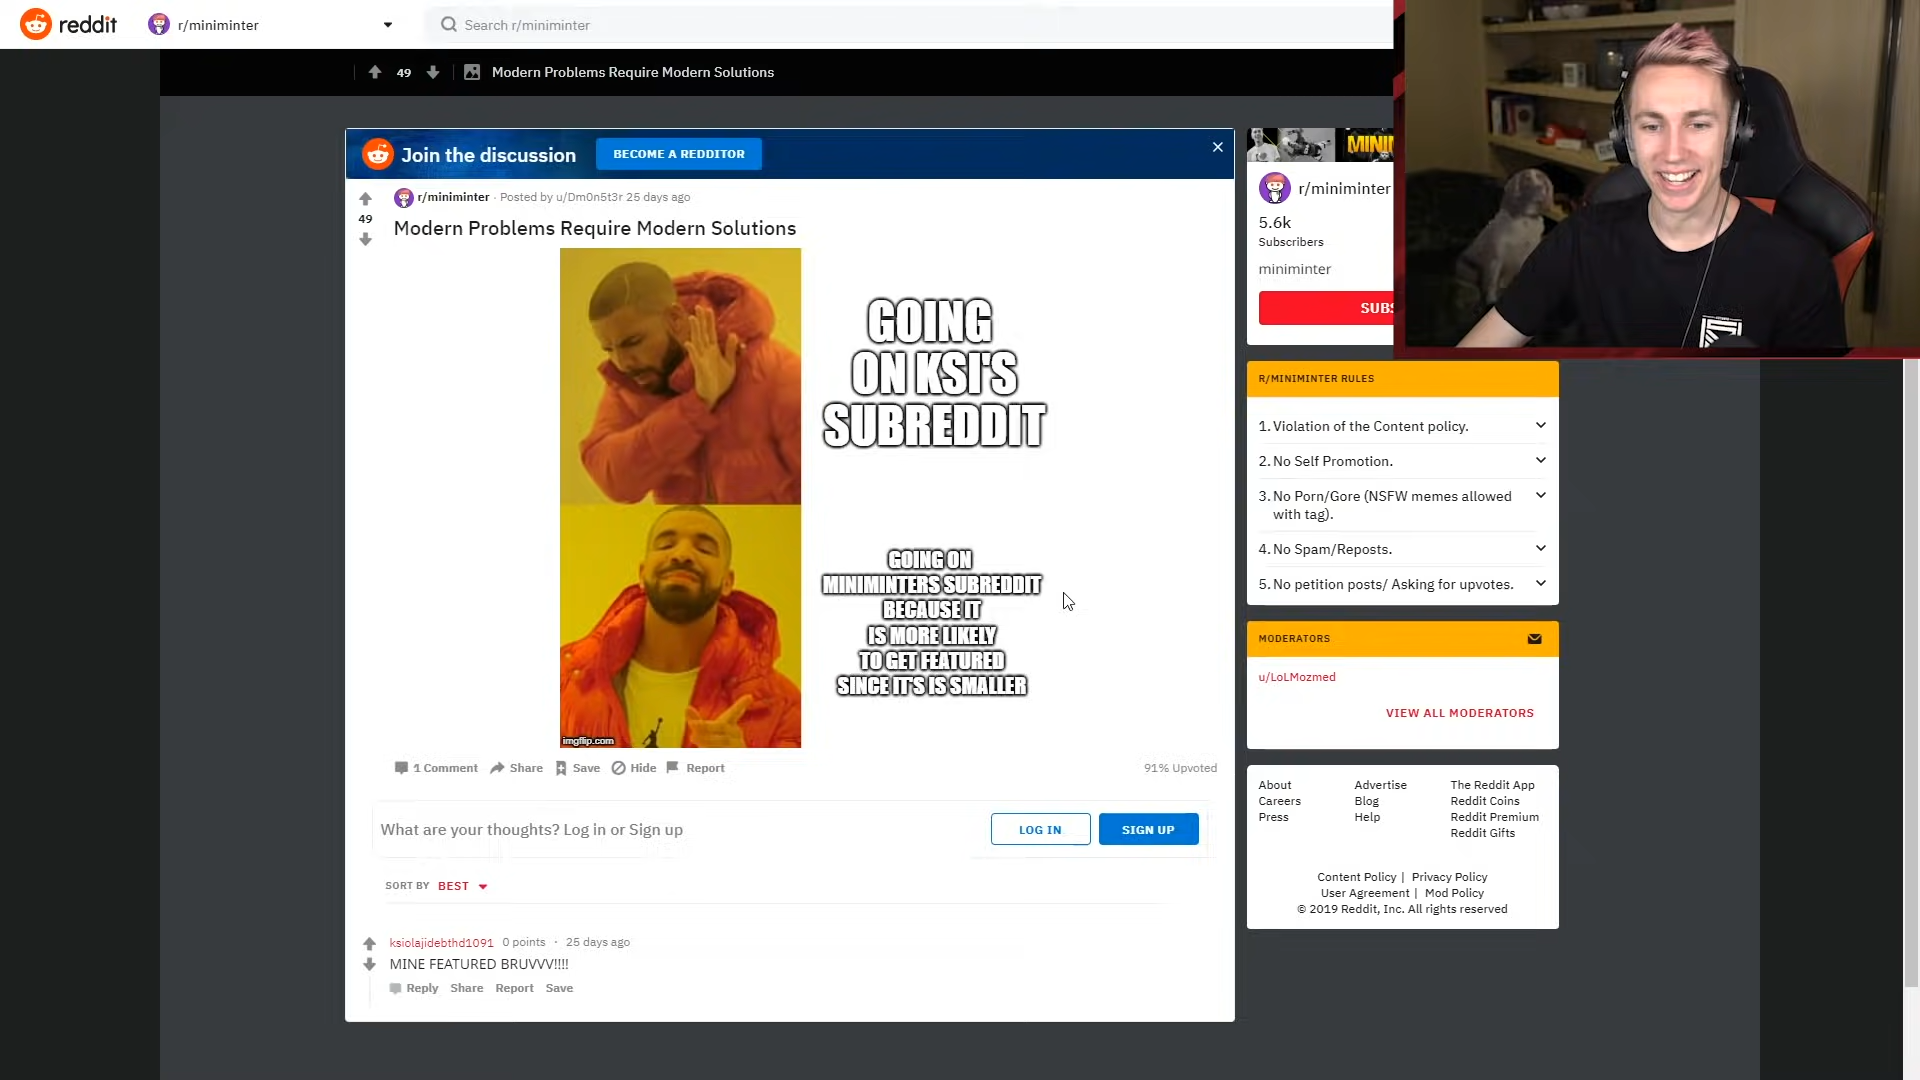 reddit
r/miniminter
Search r/miniminter
49
Modern Problems Require Modern Solutions
Join the discussion
BECOME A REDDITOR
r/miniminter · Posted by u/Dm0n5t3r 25 days ago
49
Modern Problems Require Modern Solutions
GOING
ON KSI'S
SUBREDDIT
GOING ON
MINIMINTERS SUBREDDIT
BECAUSE IT
IS MORE LIKELY
TO GET FEATURED
SINCE IT'S IS SMALLER
imgflip.com
1 Comment Share Save Hide Report
91% Upvoted
What are your thoughts? Log in or Sign up
LOG IN
SIGN UP
SORT BY BEST
ksiolajidebthd1091 0 points · 25 days ago
MINE FEATURED BRUVVV!!!!
Reply Share Report Save
MINI
r/miniminter
5.6k
Subscribers
miniminter
SUBS
R/MINIMINTER RULES
1. Violation of the Content policy.
2. No Self Promotion.
3. No Porn/Gore (NSFW memes allowed
with tag).
4. No Spam/Reposts.
5. No petition posts/ Asking for upvotes.
MODERATORS
u/LoLMozmed
VIEW ALL MODERATORS
About Advertise The Reddit App
Careers Blog Reddit Coins
Press Help Reddit Premium
Reddit Gifts
Content Policy | Privacy Policy
User Agreement | Mod Policy
© 2019 Reddit, Inc. All rights reserved